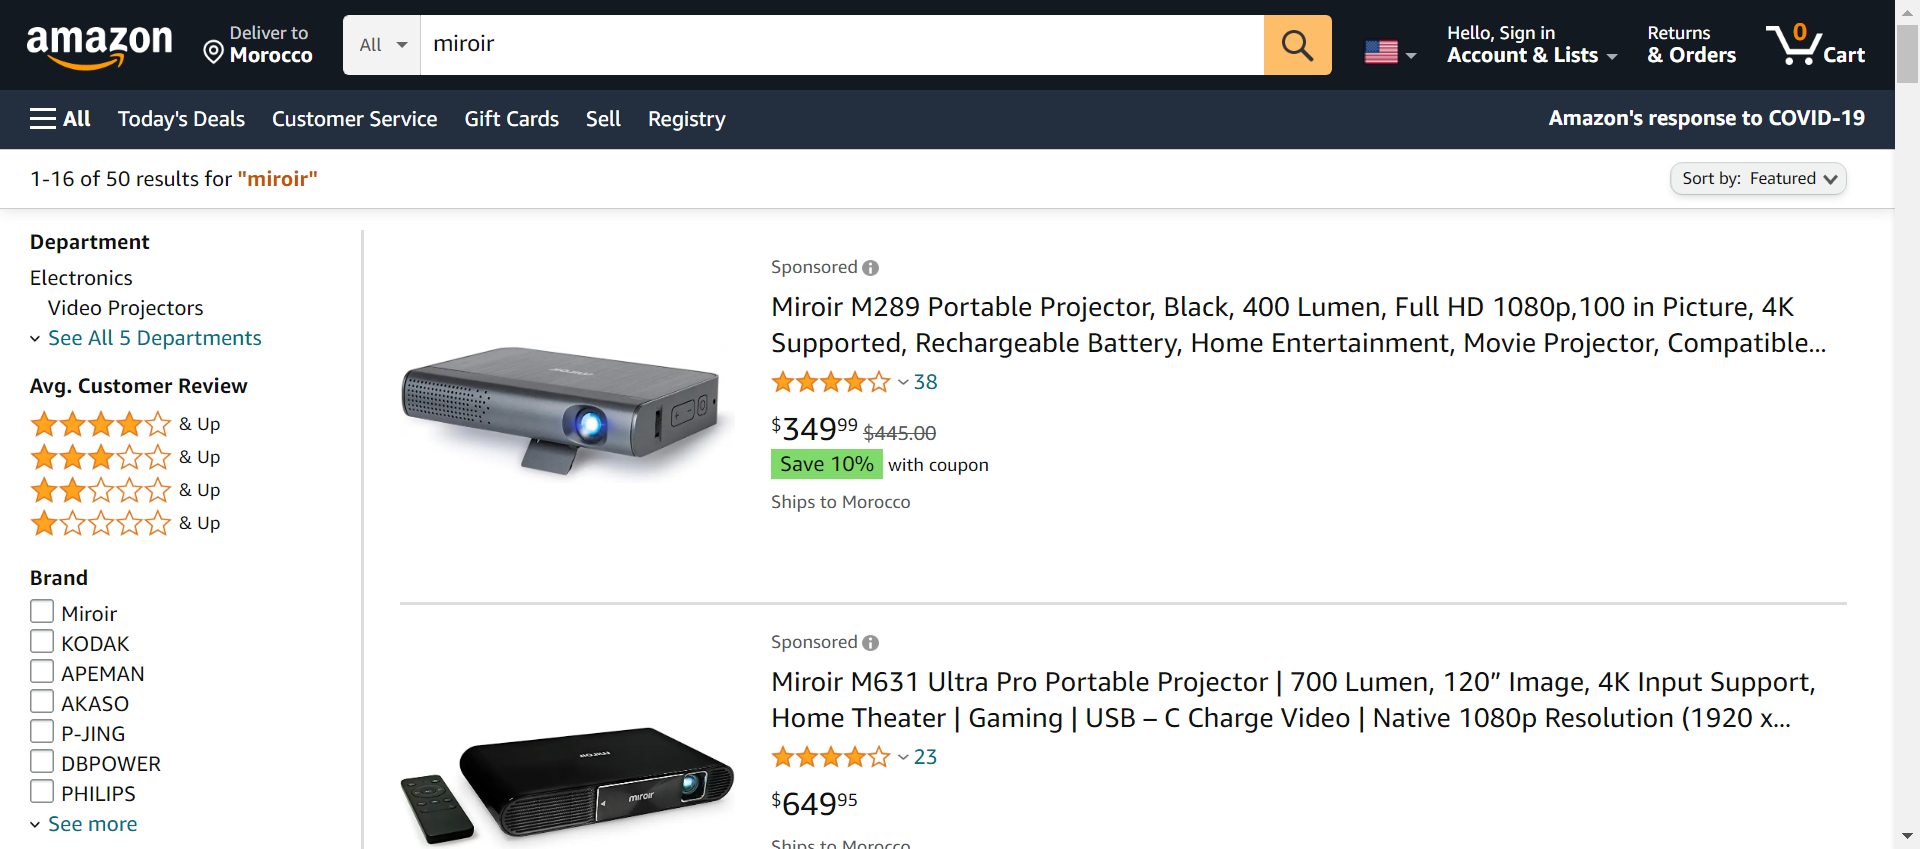 amazon
Deliver to
Morocco
All
miroir
Hello, Sign in
Account & Lists
Returns
& Orders
0
Cart
All
Today's Deals
Customer Service
Gift Cards
Sell
Registry
Amazon's response to COVID-19
1-16 of 50 results for "miroir"
Sort by: Featured
Department
Electronics
Video Projectors
See All 5 Departments
Avg. Customer Review
& Up
& Up
& Up
& Up
Brand
Miroir
KODAK
APEMAN
AKASO
P-JING
DBPOWER
PHILIPS
See more
Sponsored
Miroir M289 Portable Projector, Black, 400 Lumen, Full HD 1080p,100 in Picture, 4K
Supported, Rechargeable Battery, Home Entertainment, Movie Projector, Compatible...
38
$349.99 $445.00
Save 10% with coupon
Ships to Morocco
miroir
miroir
Sponsored
Miroir M631 Ultra Pro Portable Projector | 700 Lumen, 120” Image, 4K Input Support,
Home Theater | Gaming | USB – C Charge Video | Native 1080p Resolution (1920 x...
23
$649.95
Ships to Morocco
miroir